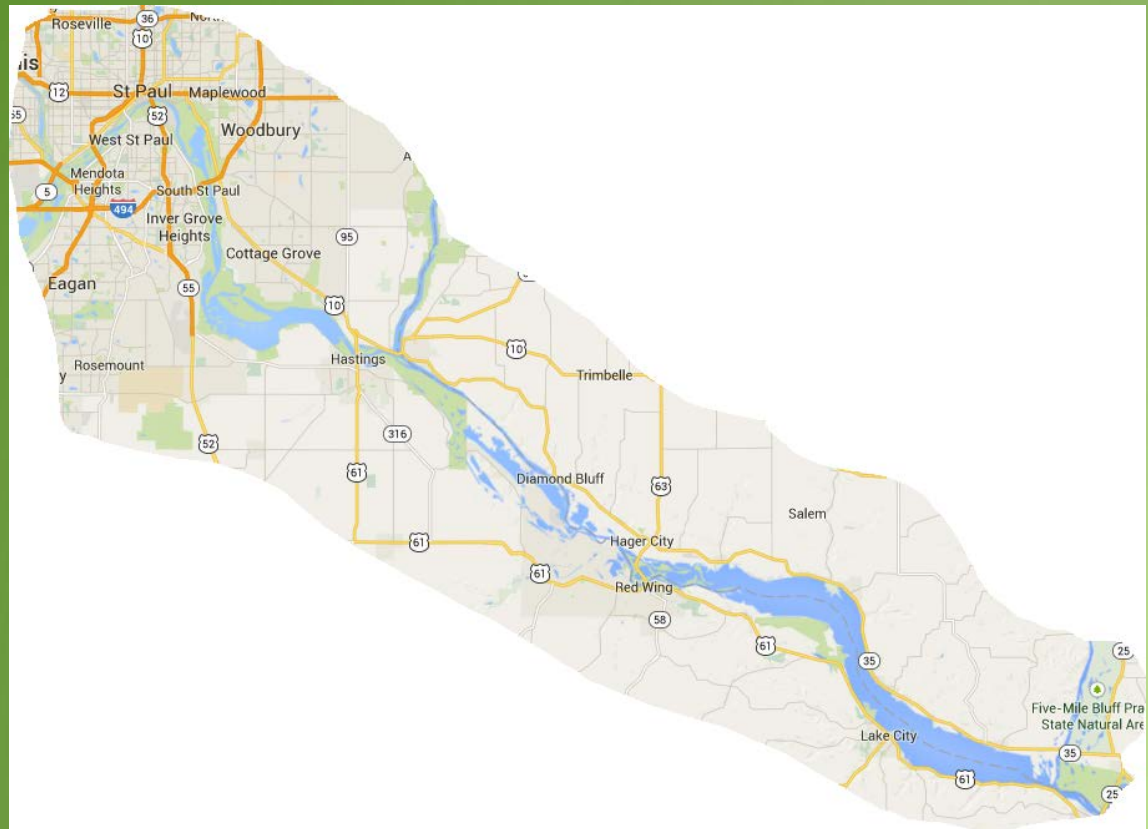 Roseville
36
10
12
St Paul
Maplewood
52
Woodbury
West St Paul
Mendota
Heights
5
South St Paul
494
Inver Grove
Heights
95
Cottage Grove
Eagan
55
10
Rosemount
Hastings
10
Trimbelle
316
52
61
Diamond Bluff
63
Salem
61
Hager City
61
Red Wing
58
61
35
25
Five-Mile Bluff
State Natural
Lake City
35
61
25